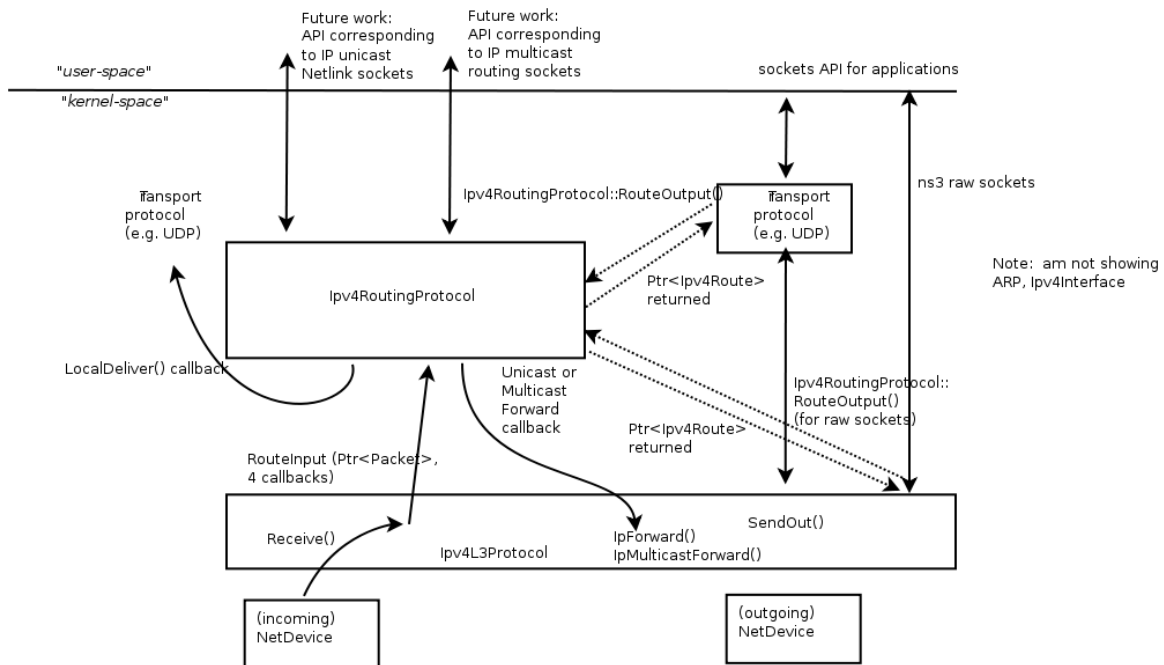 Future work:
API corresponding
to IP unicast
Netlink sockets
Future work:
API corresponding
to IP multicast
routing sockets
"user-space"
sockets API for applications
"kernel-space"
Transport
protocol
(e.g. UDP)
Ipv4RoutingProtocol::RouteOutput()
Transport
protocol
(e.g. UDP)
ns3 raw sockets
Note:  am not showing
ARP, Ipv4Interface
Ipv4RoutingProtocol
Ptr<Ipv4Route>
returned
LocalDeliver() callback
Unicast or
Multicast
Forward
callback
Ipv4RoutingProtocol::
RouteOutput()
(for raw sockets)
Ptr<Ipv4Route>
returned
RouteInput (Ptr<Packet>,
4 callbacks)
Receive()
Ipv4L3Protocol
IpForward()
IpMulticastForward()
SendOut()
(incoming)
NetDevice
(outgoing)
NetDevice